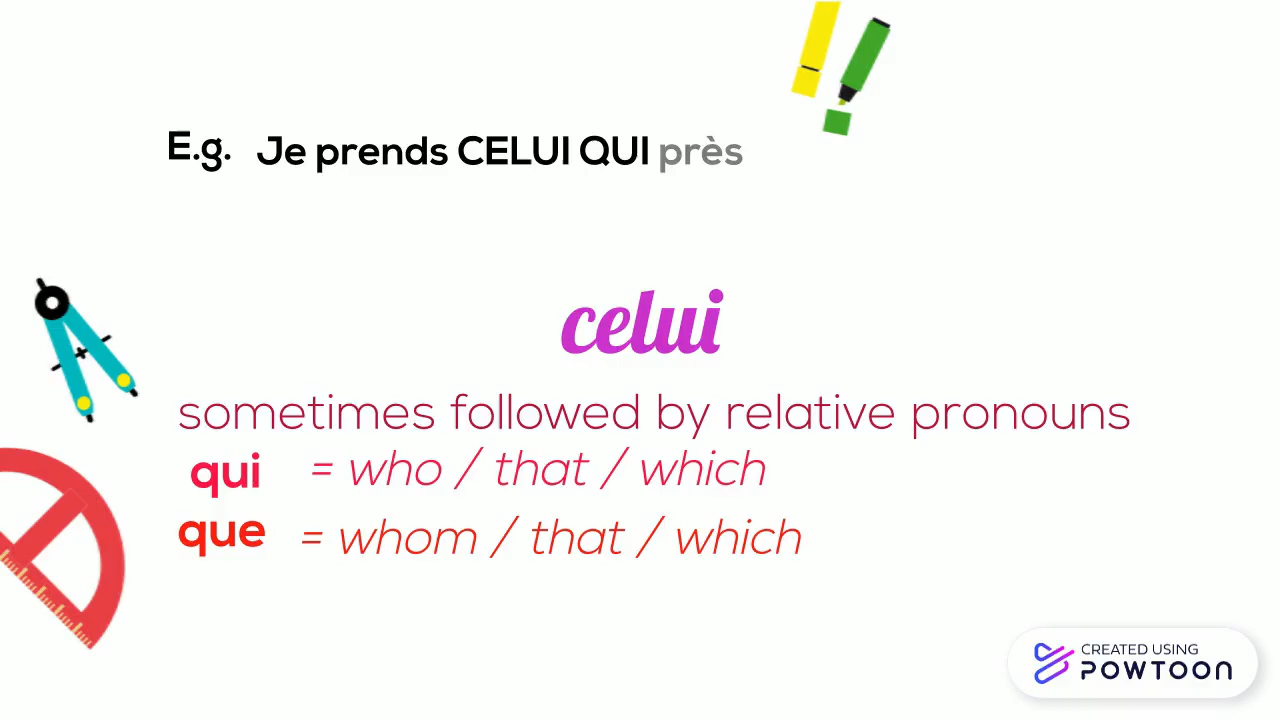 E.g. Je prends CELUI QUI près
celui
sometimes followed by relative pronouns
qui = who / that / which
que = whom / that / which
CREATED USING
POWTOON